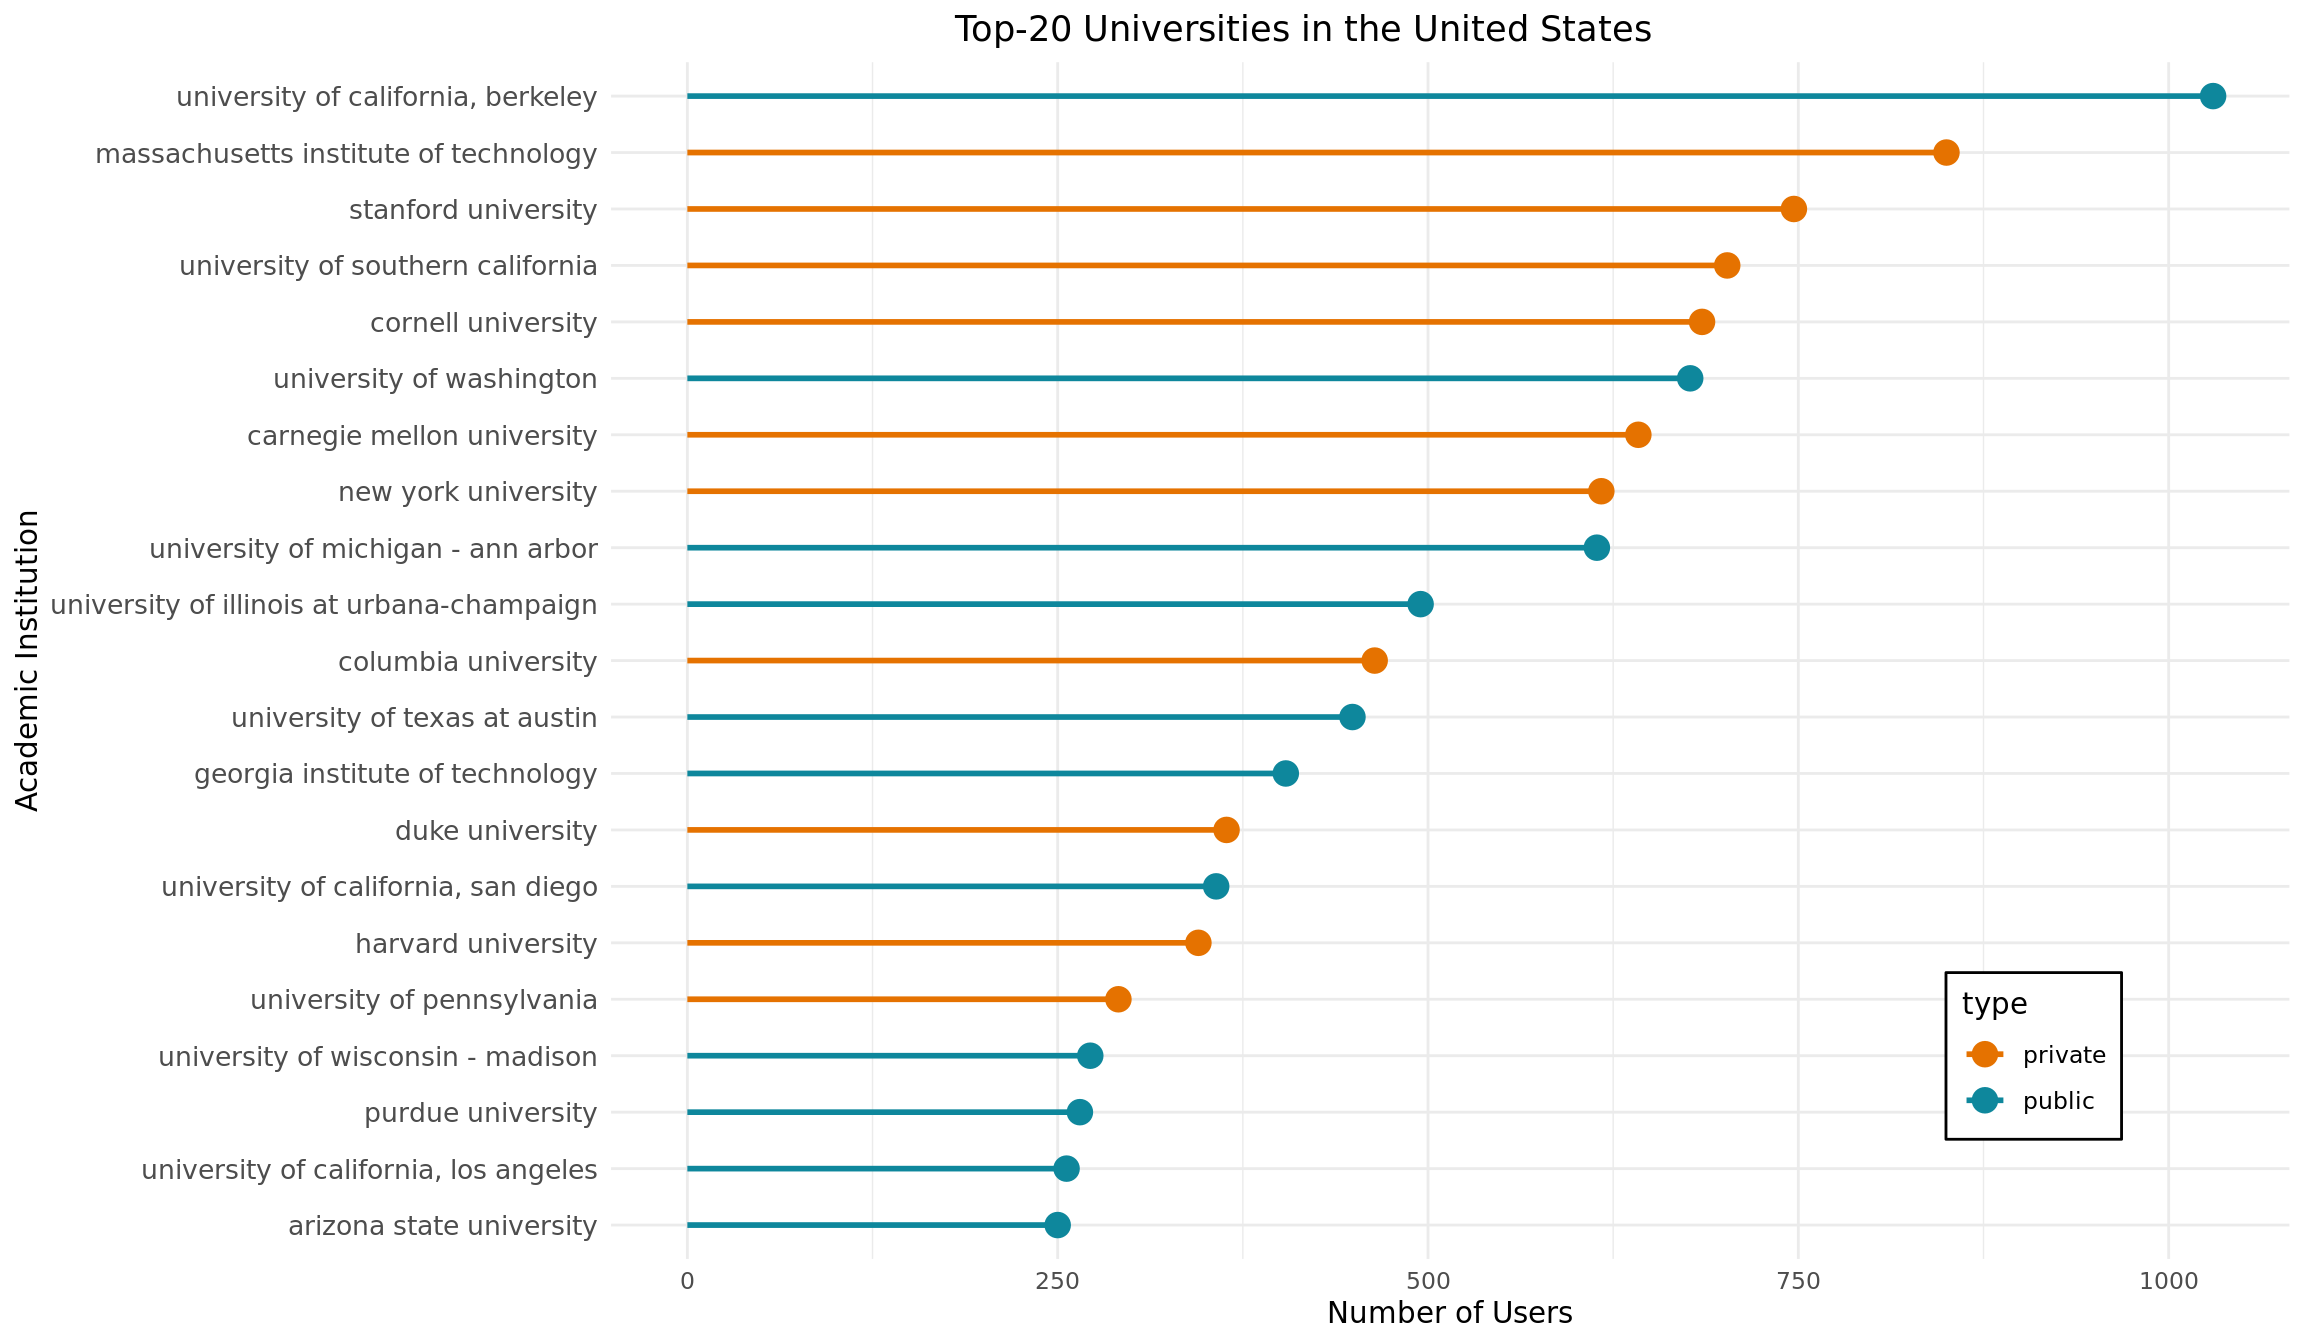 Top-20 Universities in the United States
university of california, berkeley
massachusetts institute of technology
stanford university
university of southern california
cornell university
university of washington
carnegie mellon university
new york university
university of michigan - ann arbor
university of illinois at urbana-champaign
columbia university
university of texas at austin
georgia institute of technology
duke university
university of california, san diego
harvard university
university of pennsylvania
university of wisconsin - madison
purdue university
university of california, los angeles
arizona state university
Academic Institution
type
private
public
0 250 500 750 1000
Number of Users